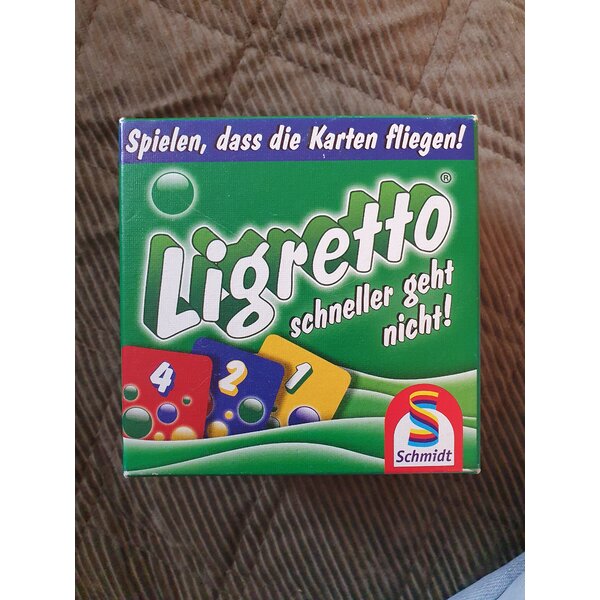 Spielen, dass die Karten fliegen!
Ligretto®
schneller geht
nicht!
4 2 1
S
Schmidt